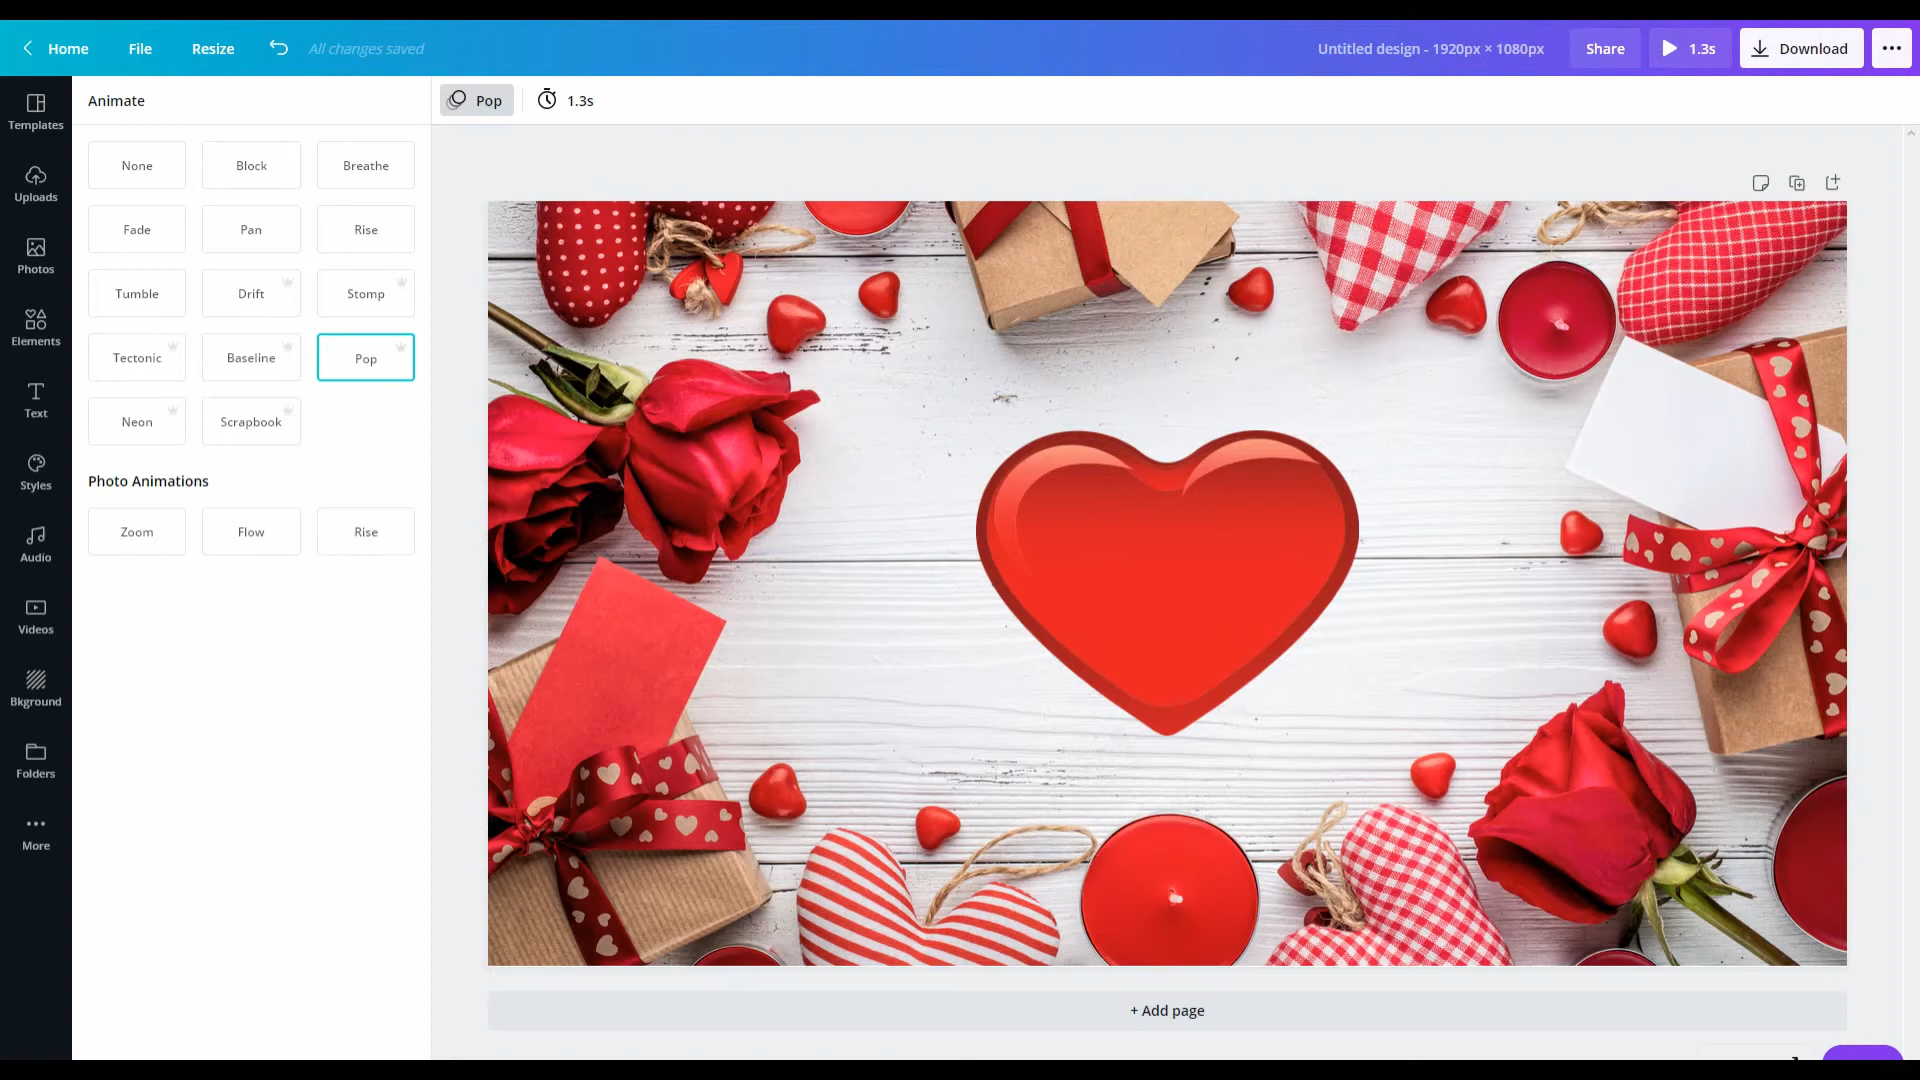 Home File Resize All changes saved Untitled design - 1920px × 1080px Share 1.3s Download
Animate
Pop 1.3s
Templates
Uploads
Photos
Elements
Text
Styles
Audio
Videos
Bkground
Folders
More
None Block Breathe
Fade Pan Rise
Tumble Drift Stomp
Tectonic Baseline Pop
Neon Scrapbook
Photo Animations
Zoom Flow Rise
+ Add page